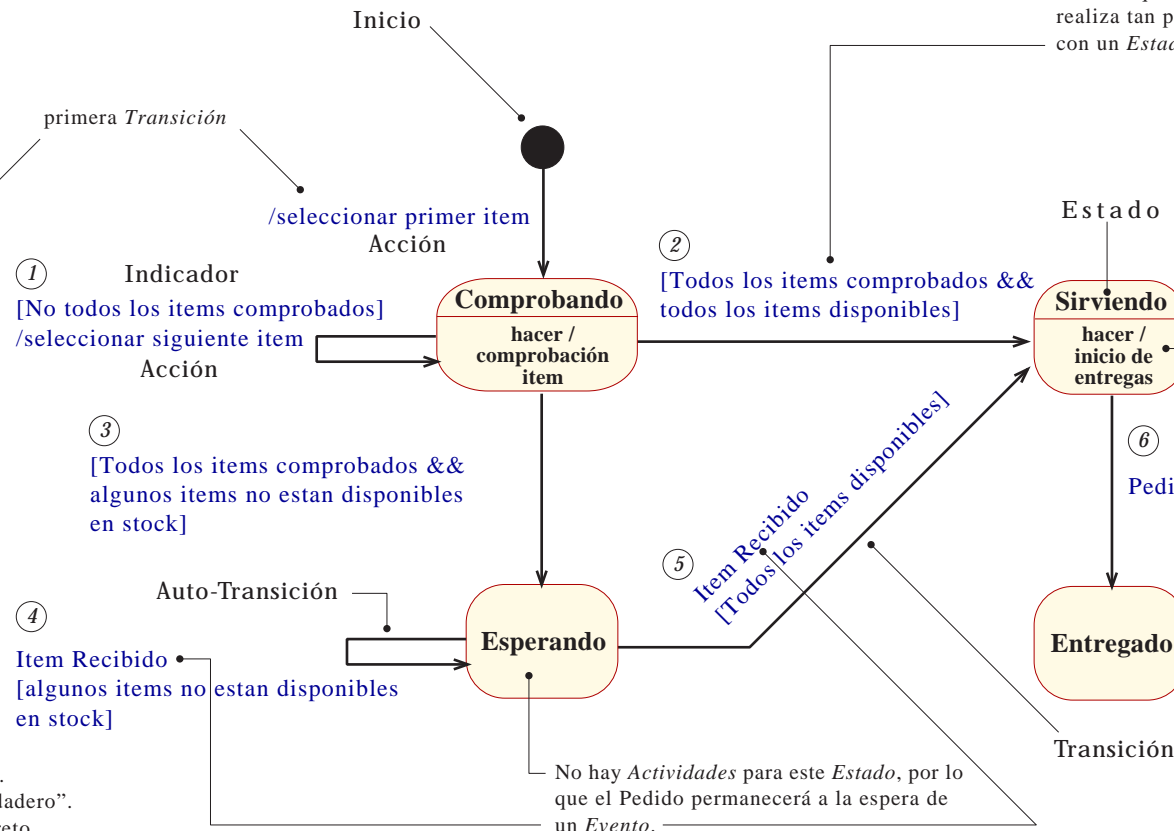 realiza tan p
con un Estad
Inicio
primera Transición
/seleccionar primer item
Acción
Estado
1
Indicador
[No todos los items comprobados]
/seleccionar siguiente item
Acción
2
[Todos los items comprobados &&
todos los items disponibles]
Comprobando
hacer /
comprobación
item
Sirviendo
hacer /
inicio de
entregas
3
[Todos los items comprobados &&
algunos items no estan disponibles
en stock]
6
Pedi
5
Item Recibido
[Todos los items disponibles]
Auto-Transición
4
Item Recibido
[algunos items no estan disponibles
en stock]
Esperando
Entregado
Transición
No hay Actividades para este Estado, por lo
que el Pedido permanecerá a la espera de
un Evento.
.
dadero”.
reto